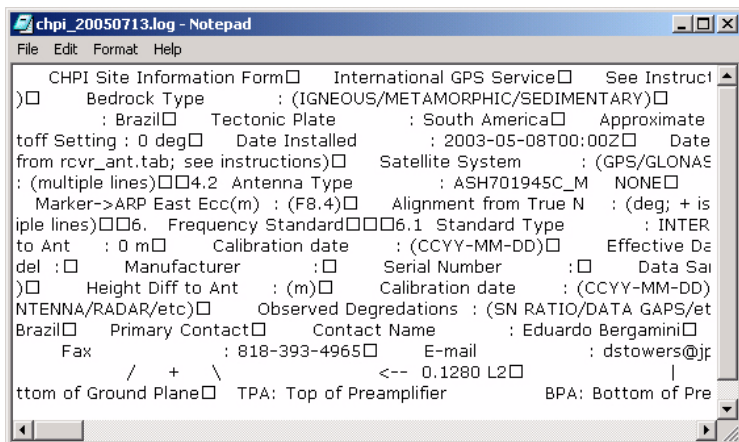 chpi_20050713.log - Notepad
File Edit Format Help
CHPI Site Information Form□ International GPS Service□ See Instruct
)□ Bedrock Type : (IGNEOUS/METAMORPHIC/SEDIMENTARY)□
: Brazil□ Tectonic Plate : South America□ Approximate
toff Setting : 0 deg□ Date Installed : 2003-05-08T00:00Z□ Date
from rcvr_ant.tab; see instructions)□ Satellite System : (GPS/GLONAS
: (multiple lines)□□4.2 Antenna Type : ASH701945C_M NONE□
Marker->ARP East Ecc(m) : (F8.4)□ Alignment from True N : (deg; + is
iple lines)□□6. Frequency Standard□□□6.1 Standard Type : INTER
to Ant : 0 m□ Calibration date : (CCYY-MM-DD)□ Effective Da
del :□ Manufacturer :□ Serial Number :□ Data Sar
)□ Height Diff to Ant : (m)□ Calibration date : (CCYY-MM-DD)
NTENNA/RADAR/etc)□ Observed Degredations : (SN RATIO/DATA GAPS/et
Brazil□ Primary Contact□ Contact Name : Eduardo Bergamini□
Fax : 818-393-4965□ E-mail : dstowers@jp
/ + \ <-- 0.1280 L2□ |
ttom of Ground Plane□ TPA: Top of Preamplifier BPA: Bottom of Pre